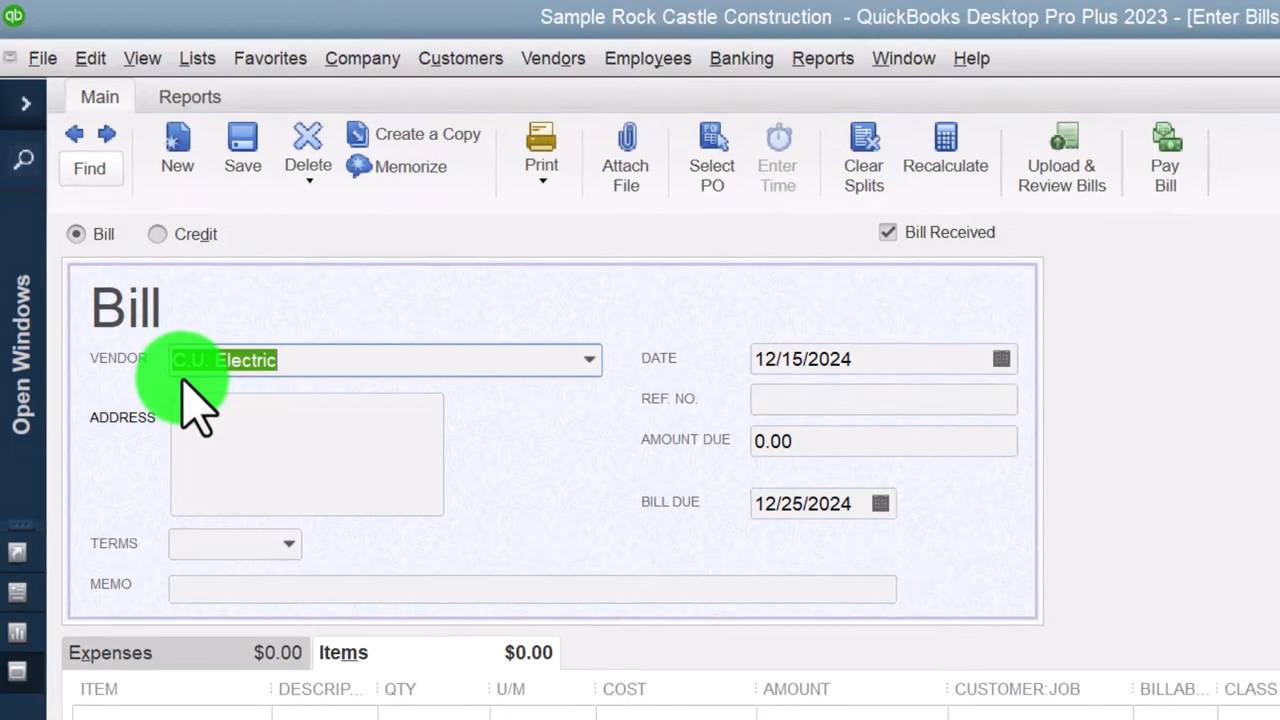 qb
Sample Rock Castle Construction - QuickBooks Desktop Pro Plus 2023 - [Enter Bills
File Edit View Lists Favorites Company Customers Vendors Employees Banking Reports Window Help
Main Reports
Find
New
Save
Delete
Create a Copy
Memorize
Print
Attach
File
PO
Select
PO
Enter
Time
Clear
Splits
Recalculate
Upload &
Review Bills
Pay
Bill
Open Windows
Bill Credit Bill Received
Bill
VENDOR C.U. Electric
ADDRESS
TERMS
MEMO
DATE 12/15/2024
REF. NO.
AMOUNT DUE 0.00
BILL DUE 12/25/2024
Expenses $0.00 Items $0.00
ITEM DESCRIP... QTY U/M COST AMOUNT CUSTOMER:JOB BILLAB... CLASS